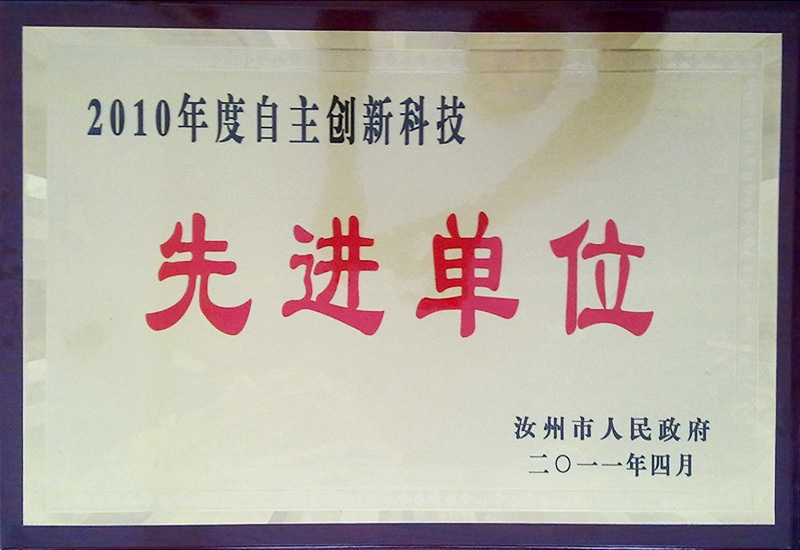 2010年度自主创新科技
先进单位
汝州市人民政府
二〇一一年四月